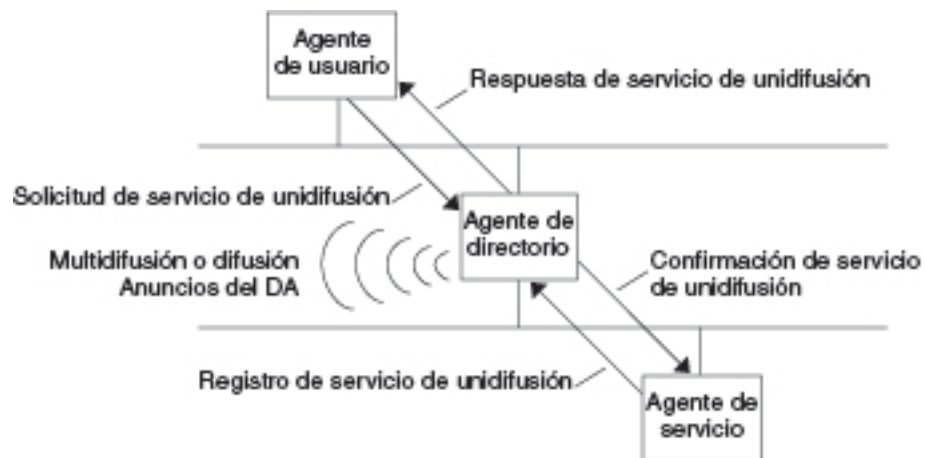 Agente
de usuario
Respuesta de servicio de unidifusión
Solicitud de servicio de unidifusión
Agente de
directorio
Multidifusión o difusión
Anuncios del DA
Confirmación de servicio
de unidifusión
Registro de servicio de unidifusión
Agente de
servicio